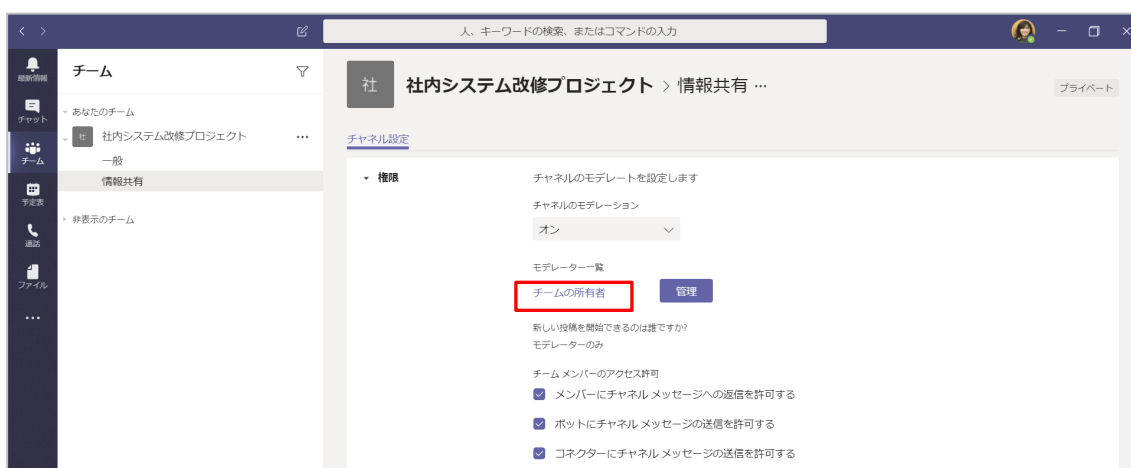 人、キーワードの検索、またはコマンドの入力
最新情報
チャット
チーム
予定表
通話
ファイル
チーム
あなたのチーム
社 社内システム改修プロジェクト ...
一般
情報共有
非表示のチーム
社 社内システム改修プロジェクト > 情報共有 ...
プライベート
チャネル設定
権限
チャネルのモデレートを設定します
チャネルのモデレーション
オン
モデレーター一覧
チームの所有者 管理
新しい投稿を開始できるのは誰ですか?
モデレーターのみ
チーム メンバーのアクセス許可
メンバーにチャネル メッセージへの返信を許可する
ボットにチャネル メッセージの送信を許可する
コネクターにチャネル メッセージの送信を許可する